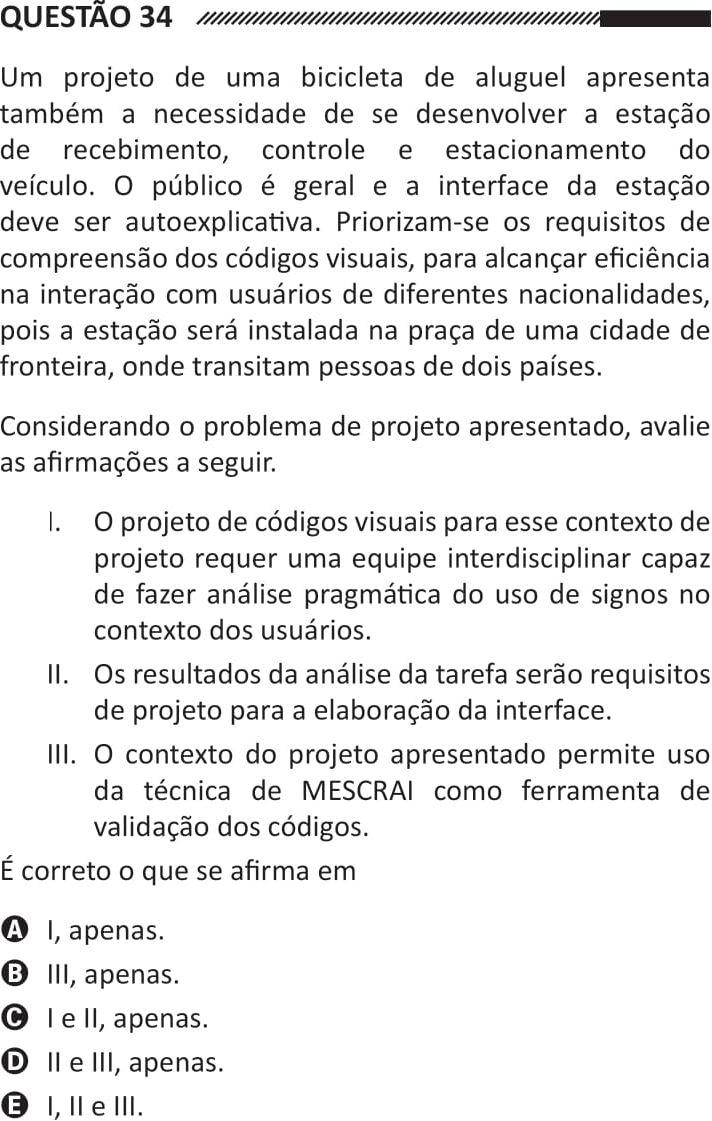 QUESTÃO 34
Um projeto de uma bicicleta de aluguel apresenta
também a necessidade de se desenvolver a estação
de recebimento, controle e estacionamento do
veículo. O público é geral e a interface da estação
deve ser autoexplicativa. Priorizam-se os requisitos de
compreensão dos códigos visuais, para alcançar eficiência
na interação com usuários de diferentes nacionalidades,
pois a estação será instalada na praça de uma cidade de
fronteira, onde transitam pessoas de dois países.
Considerando o problema de projeto apresentado, avalie
as afirmações a seguir.
I. O projeto de códigos visuais para esse contexto de
projeto requer uma equipe interdisciplinar capaz
de fazer análise pragmática do uso de signos no
contexto dos usuários.
II. Os resultados da análise da tarefa serão requisitos
de projeto para a elaboração da interface.
III. O contexto do projeto apresentado permite uso
da técnica de MESCRAI como ferramenta de
validação dos códigos.
É correto o que se afirma em
A I, apenas.
B III, apenas.
C I e II, apenas.
D II e III, apenas.
E I, II e III.